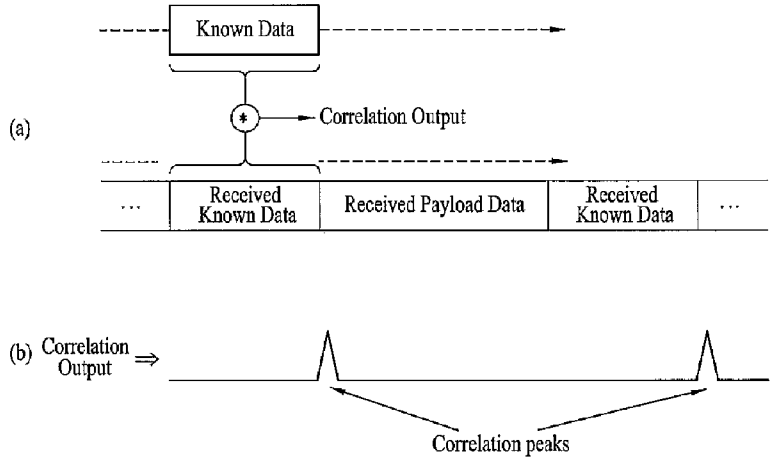 Known Data
(a)
*
Correlation Output
...
Received
Known Data
Received Payload Data
Received
Known Data
...
(b) Correlation
Output
⇒
Correlation peaks